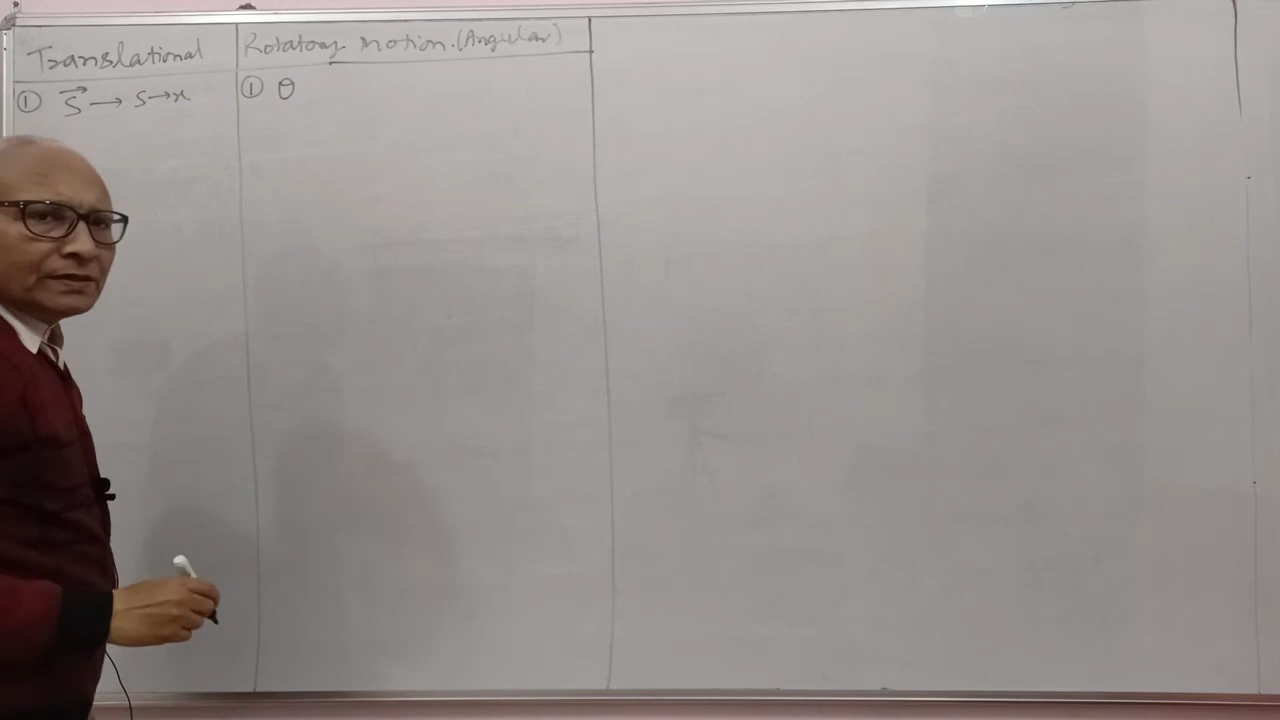 Translational
Rotatory Motion.(Angular)
① S⃗ → S→x
① θ